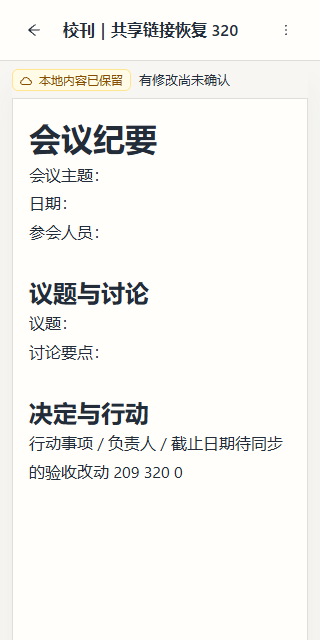 校刊 | 共享链接恢复 320
本地内容已保留 有修改尚未确认
会议纪要
会议主题：
日期：
参会人员：
议题与讨论
议题：
讨论要点：
决定与行动
行动事项 / 负责人 / 截止日期待同步
的验收改动 209 320 0